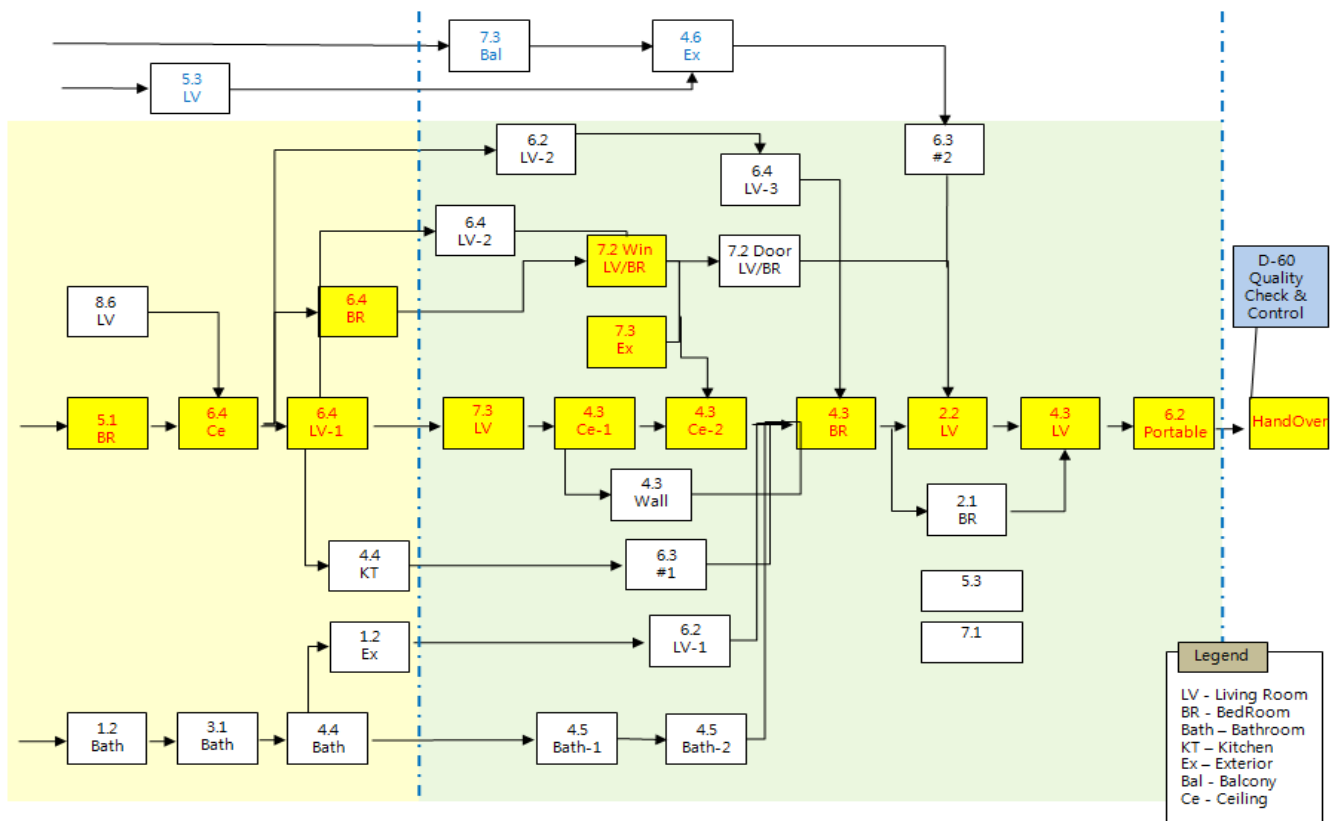 7.3
Bal
4.6
Ex
5.3
LV
6.2
LV-2
6.3
#2
6.4
LV-3
6.4
LV-2
7.2 Win
LV/BR
7.2 Door
LV/BR
D-60
Quality
Check &
Control
8.6
LV
6.4
BR
7.3
Ex
5.1
BR
6.4
Ce
6.4
LV-1
7.3
LV
4.3
Ce-1
4.3
Ce-2
4.3
BR
2.2
LV
4.3
LV
6.2
Portable
HandOver
4.3
Wall
2.1
BR
4.4
KT
6.3
#1
5.3
1.2
Ex
6.2
LV-1
7.1
1.2
Bath
3.1
Bath
4.4
Bath
4.5
Bath-1
4.5
Bath-2
Legend
LV - Living Room
BR - BedRoom
Bath – Bathroom
KT – Kitchen
Ex – Exterior
Bal - Balcony
Ce - Ceiling